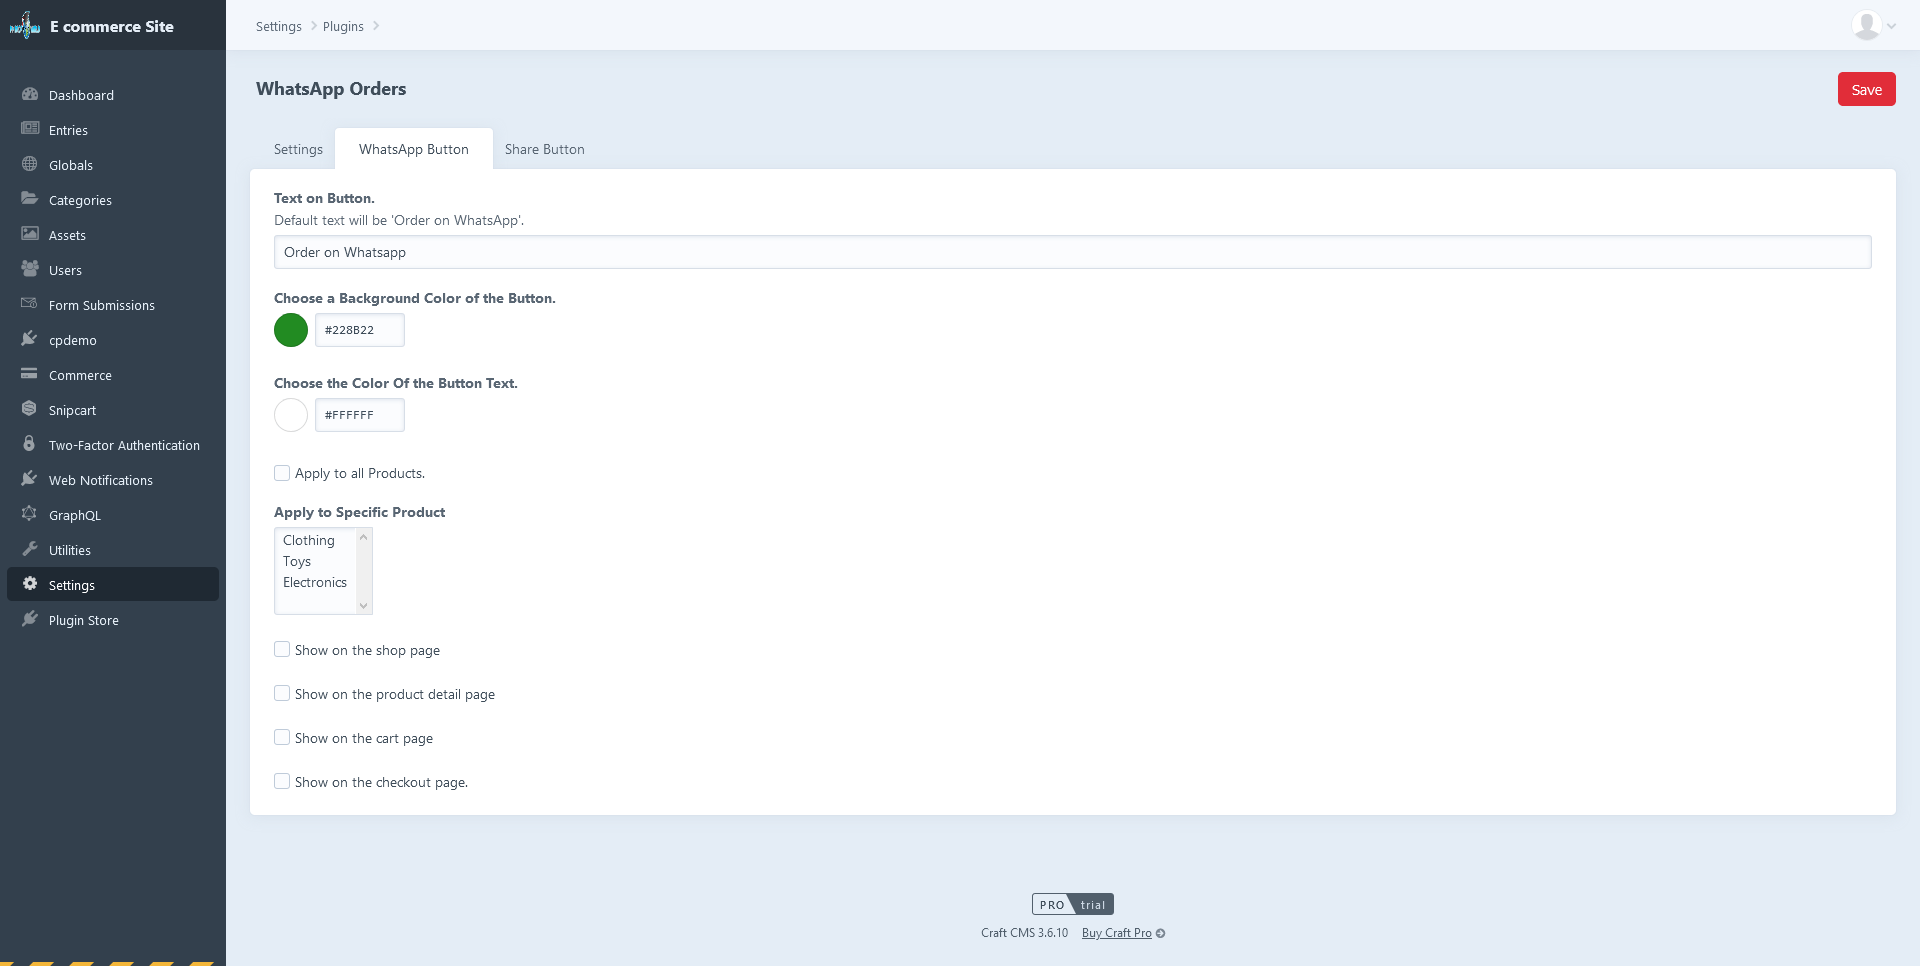 E commerce Site
Settings Plugins
Dashboard
Entries
Globals
Categories
Assets
Users
Form Submissions
cpdemo
Commerce
Snipcart
Two-Factor Authentication
Web Notifications
GraphQL
Utilities
Settings
Plugin Store
WhatsApp Orders
Save
Settings WhatsApp Button Share Button
Text on Button.
Default text will be 'Order on WhatsApp'.
Order on Whatsapp
Choose a Background Color of the Button.
#228B22
Choose the Color Of the Button Text.
#FFFFFF
Apply to all Products.
Apply to Specific Product
Clothing
Toys
Electronics
Show on the shop page
Show on the product detail page
Show on the cart page
Show on the checkout page.
PRO trial
Craft CMS 3.6.10 Buy Craft Pro